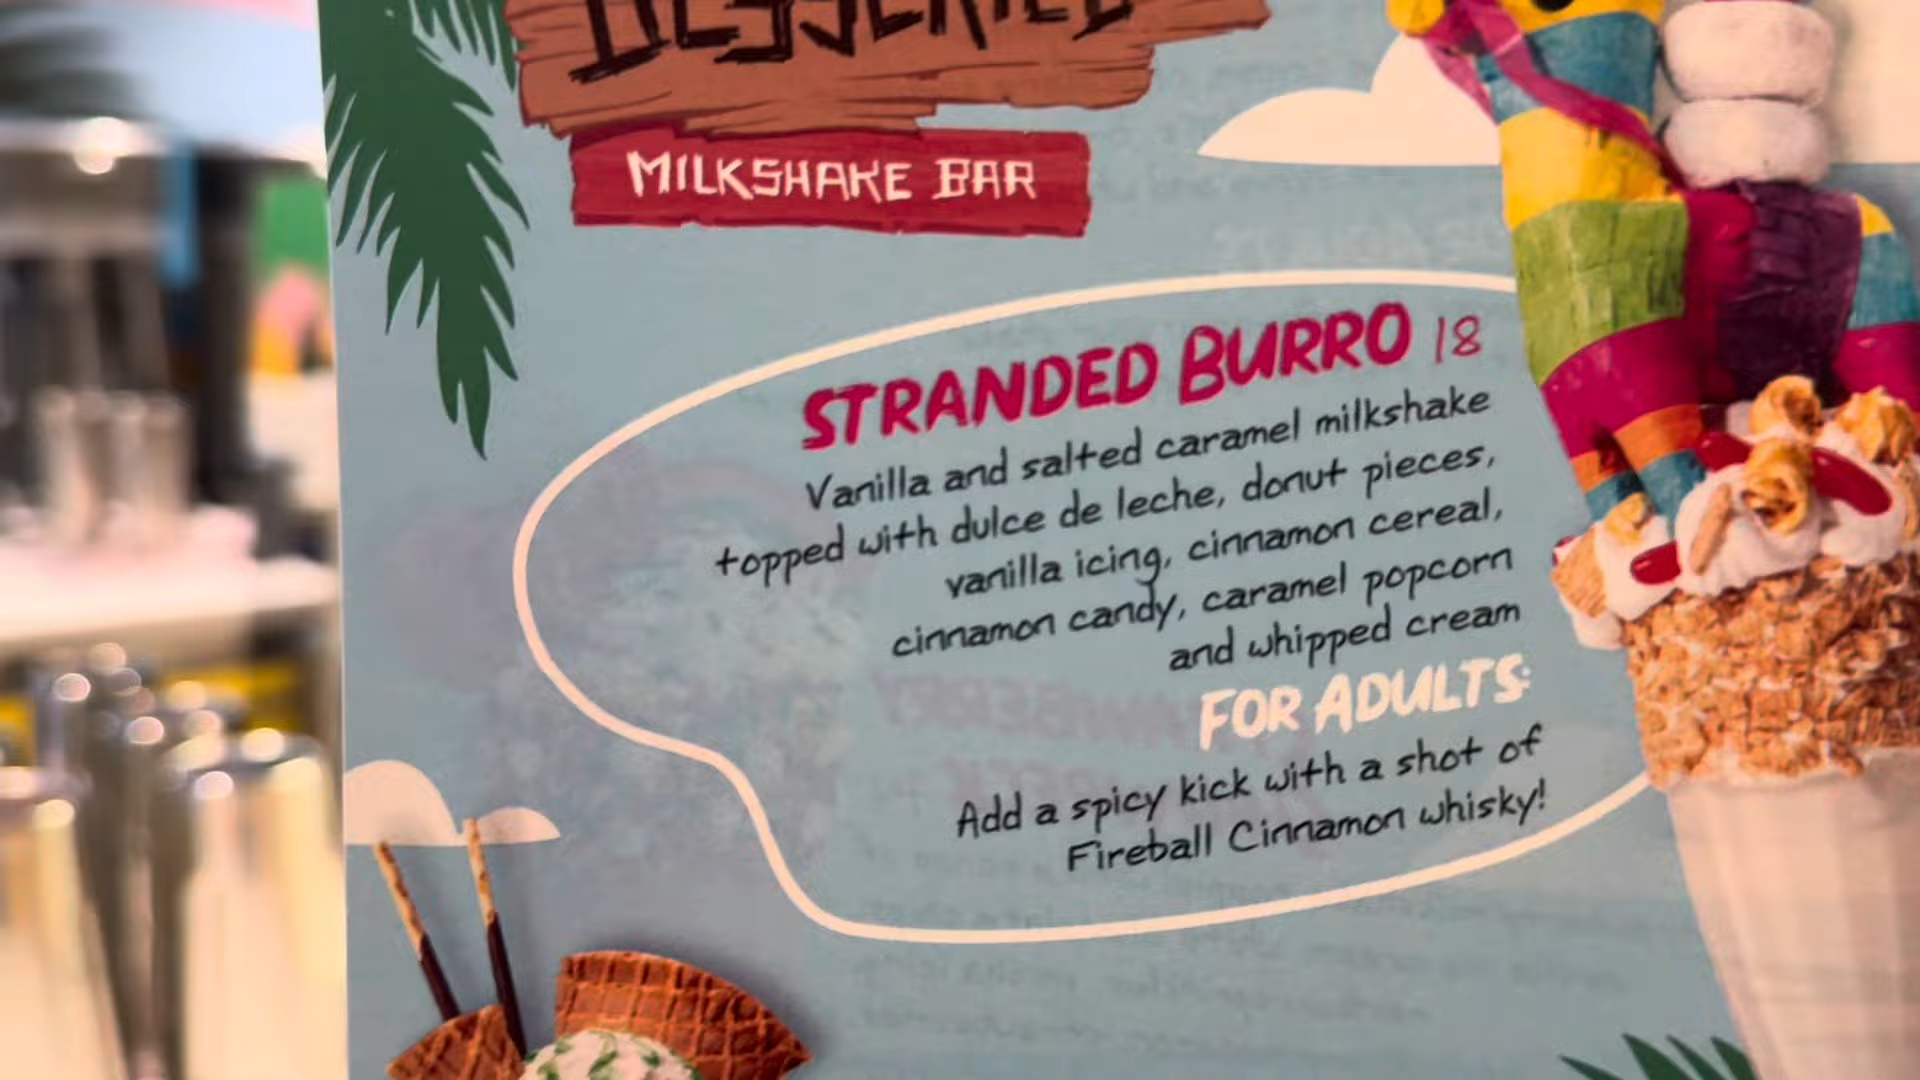 DESSERTED
MILKSHAKE BAR
STRANDED BURRO 18
Vanilla and salted caramel milkshake
topped with dulce de leche, donut pieces,
vanilla icing, cinnamon cereal,
cinnamon candy, caramel popcorn
and whipped cream
FOR ADULTS:
Add a spicy kick with a shot of
Fireball Cinnamon whisky!